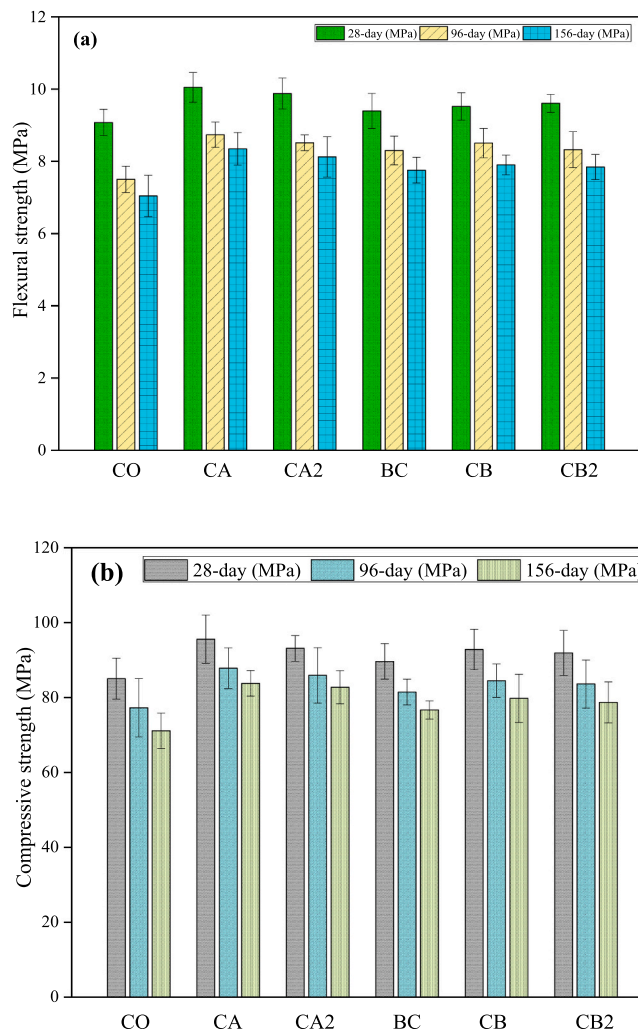 (a)
28-day (MPa) 96-day (MPa) 156-day (MPa)
Flexural strength (MPa)
12
10
8
6
4
2
0
CO CA CA2 BC CB CB2
(b)
28-day (MPa) 96-day (MPa) 156-day (MPa)
Compressive strength (MPa)
120
100
80
60
40
20
0
CO CA CA2 BC CB CB2